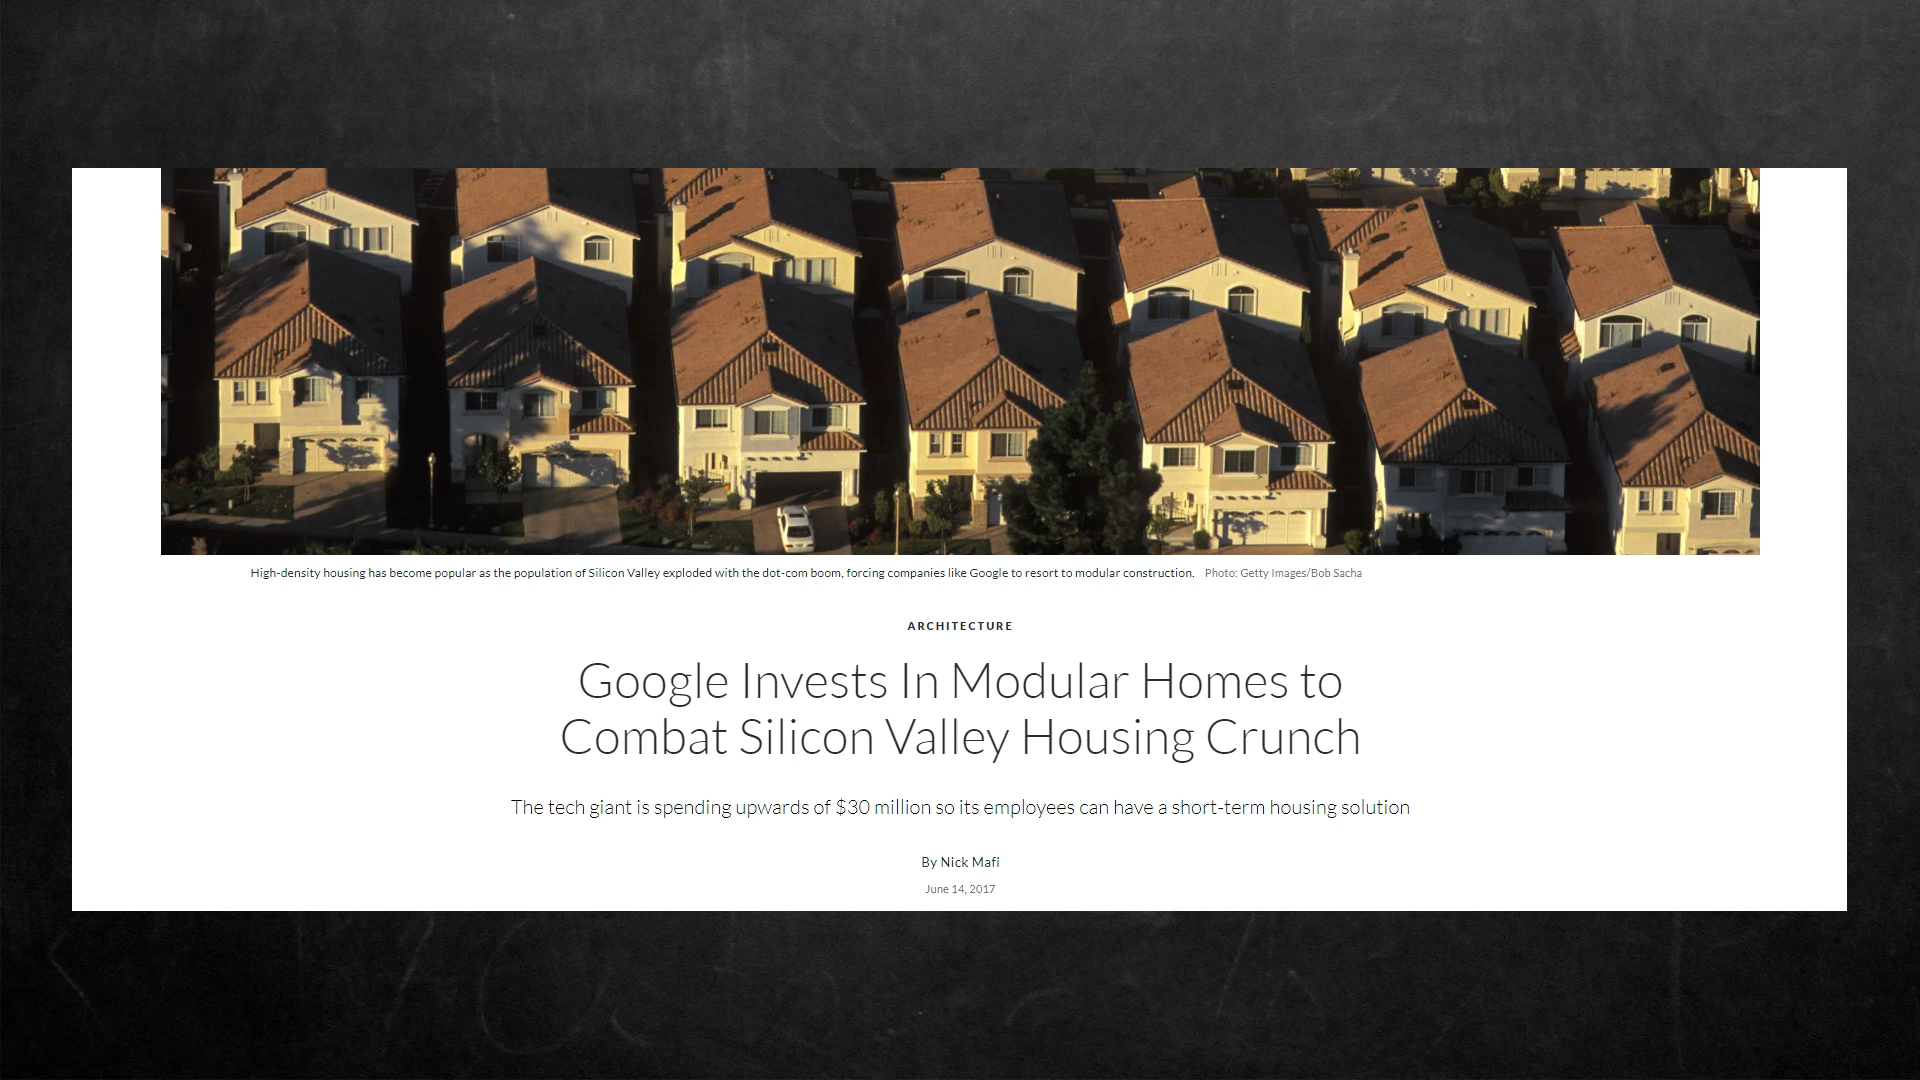 High-density housing has become popular as the population of Silicon Valley exploded with the dot-com boom, forcing companies like Google to resort to modular construction. Photo: Getty Images/Bob Sacha
ARCHITECTURE
Google Invests In Modular Homes to
Combat Silicon Valley Housing Crunch
The tech giant is spending upwards of $30 million so its employees can have a short-term housing solution
By Nick Mafi
June 14, 2017